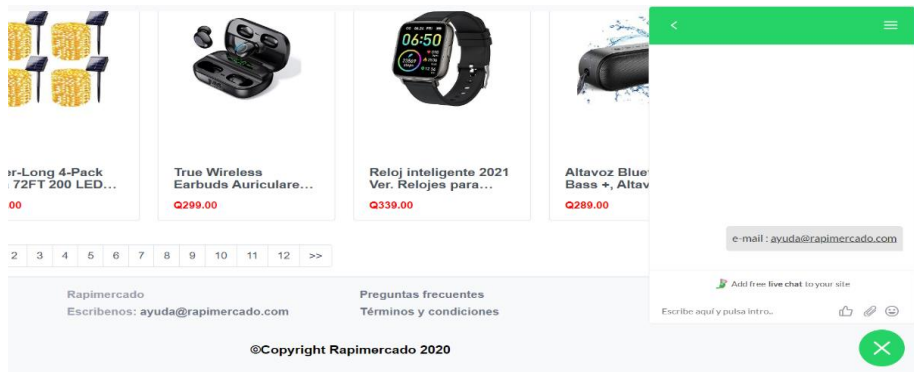 er-Long 4-Pack
72FT 200 LED...
.00
True Wireless
Earbuds Auriculare...
Q299.00
06:50
Reloj inteligente 2021
Ver. Relojes para...
Q339.00
Altavoz Blue
Bass +, Altav
Q289.00
2 3 4 5 6 7 8 9 10 11 12 >>
Rapimercado
Escribenos: ayuda@rapimercado.com
Preguntas frecuentes
Términos y condiciones
©Copyright Rapimercado 2020
e-mail : ayuda@rapimercado.com
Add free live chat to your site
Escribe aquí y pulsa Intro..